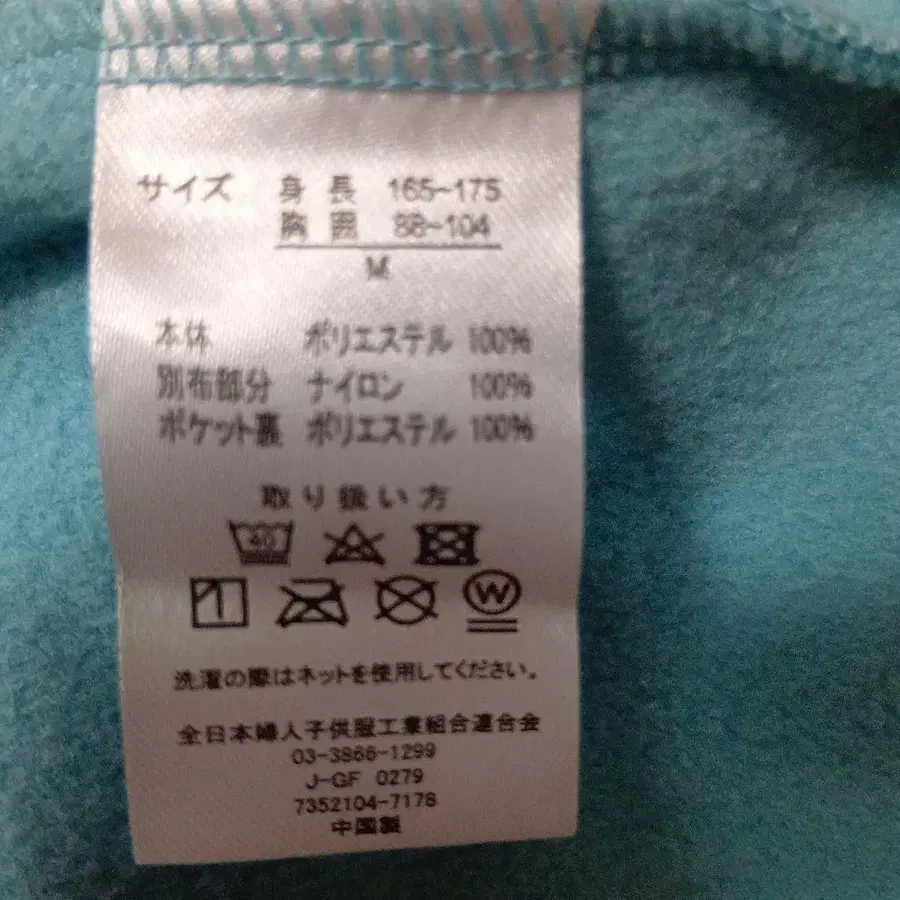 サイズ 身長 165~175
胸囲 88~104
M
本体 ポリエステル 100%
別布部分 ナイロン 100%
ポケット裏 ポリエステル 100%
取り扱い方
40
W
洗濯の際はネットを使用してください。
全日本婦人子供服工業組合連合会
03-3866-1299
J-GF 0279
7352104-7178
中国製